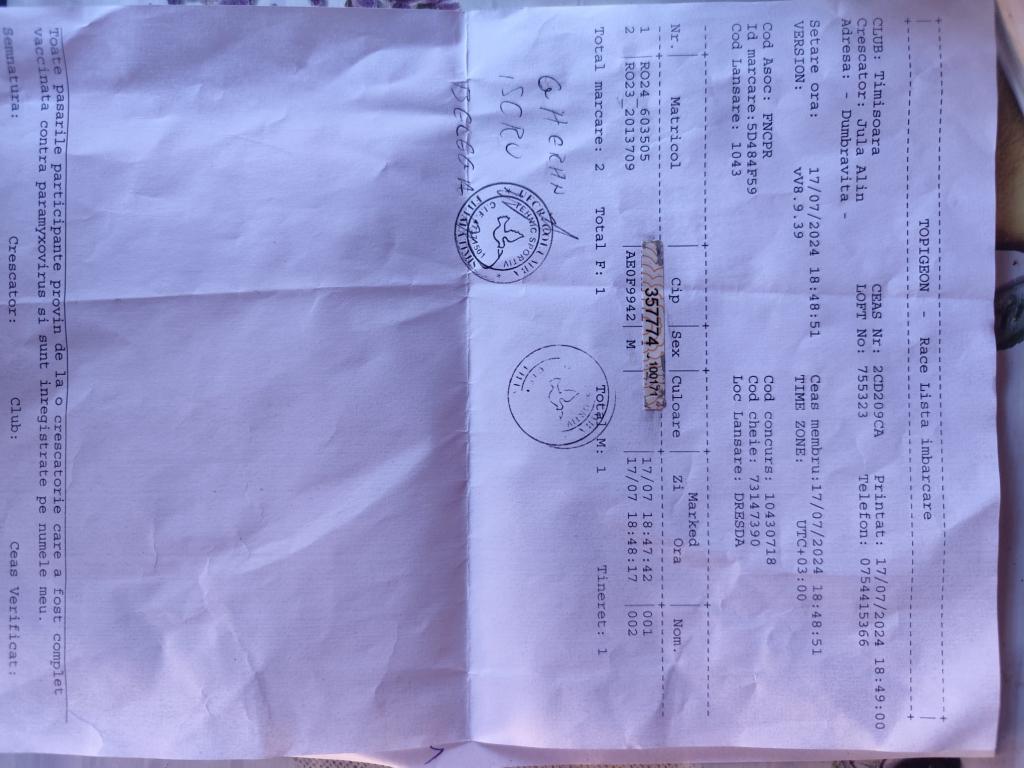 TOPIGEON - Race Lista imbarcare
CLUB: Timisoara CEAS Nr: 2CD209CA Printat: 17/07/2024 18:49:00
Crescator: Jula Alin LOFT No: 755323 Telefon: 0754415366
Adresa: - Dumbravita -
Setare ora: 17/07/2024 18:48:51 Ceas membru:17/07/2024 18:48:51
VERSION: vV8.9.39 TIME ZONE: UTC+03:00
Cod Asoc: FNCPR Cod concurs: 10430718
Id marcare:5D484F59 Cod cheie: 73147390
Cod Lansare: 1043 Loc Lansare: DRESDA
Marked
Nr. Matricol Cip Sex Culoare Zi Ora Nom.
1 RO24_603505 357774 100171 17/07 18:47:42 001
2 RO23_2013709 AE0F9942 M 17/07 18:48:17 002
Total marcare: 2 Total F: 1 Total M: 1 Tineret: 1
GHERAN
Toate pasarile participante provin de la o crescatorie care a fost complet
vaccinata contra paramyxovirus si sunt inregistrate pe numele meu.
Semnatura: Crescator: Club: Ceas Verificat: